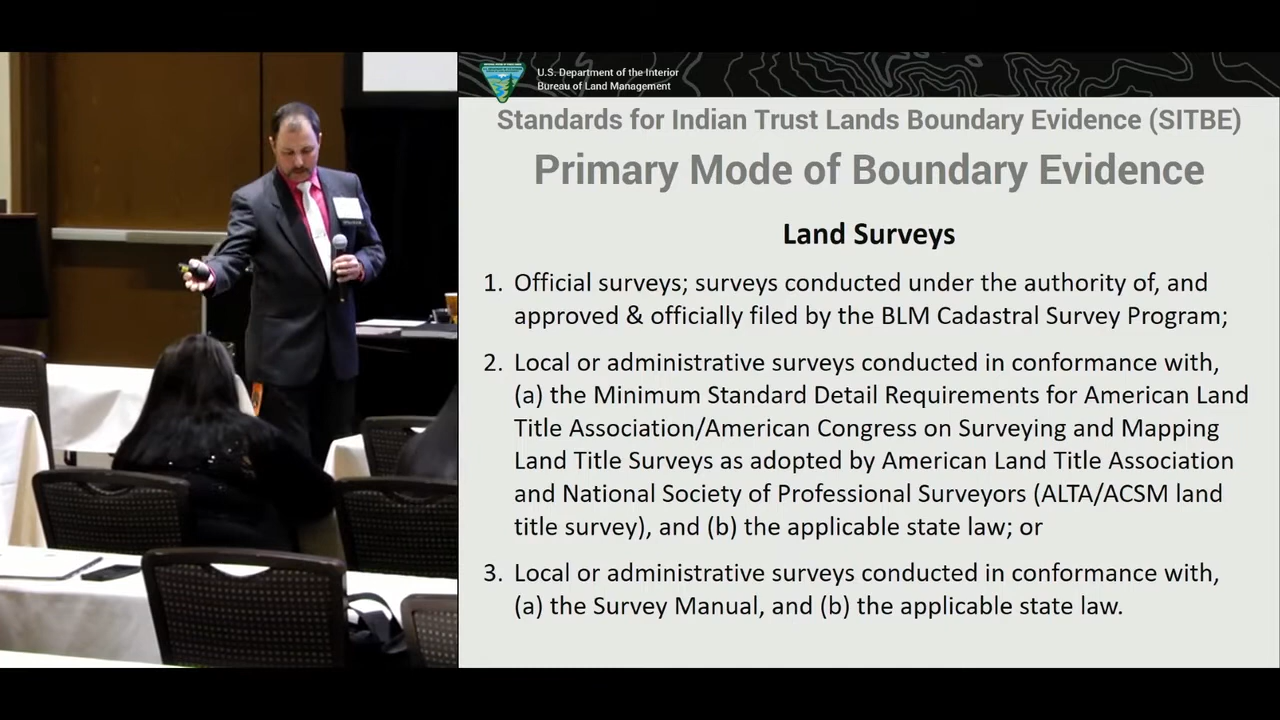 U.S. Department of the Interior
Bureau of Land Management
Standards for Indian Trust Lands Boundary Evidence (SITBE)
Primary Mode of Boundary Evidence
Land Surveys
1. Official surveys; surveys conducted under the authority of, and
approved & officially filed by the BLM Cadastral Survey Program;
2. Local or administrative surveys conducted in conformance with,
(a) the Minimum Standard Detail Requirements for American Land
Title Association/American Congress on Surveying and Mapping
Land Title Surveys as adopted by American Land Title Association
and National Society of Professional Surveyors (ALTA/ACSM land
title survey), and (b) the applicable state law; or
3. Local or administrative surveys conducted in conformance with,
(a) the Survey Manual, and (b) the applicable state law.